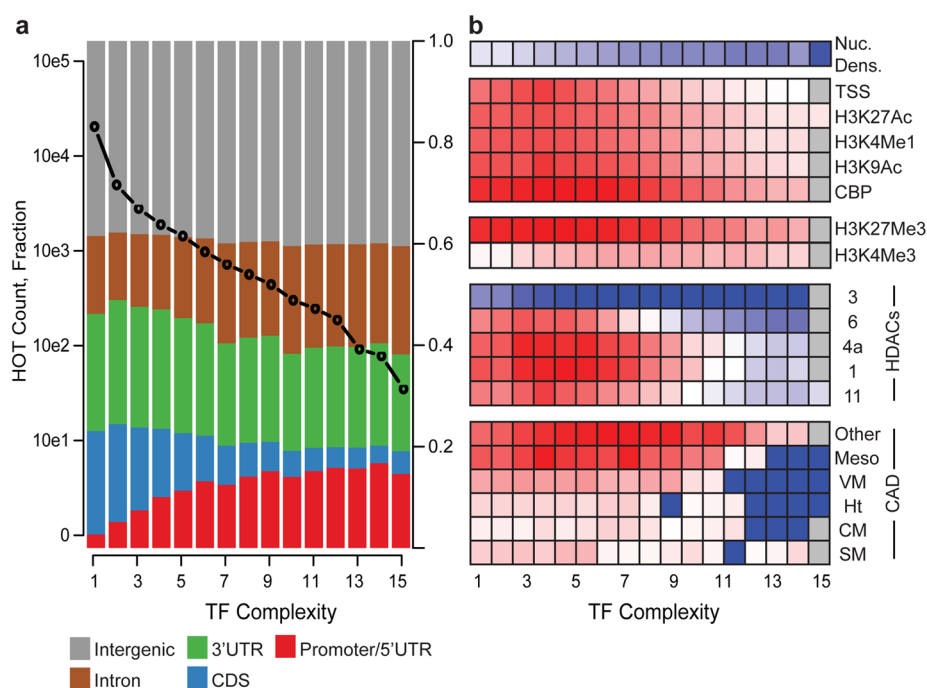 a
b
HOT Count, Fraction
10e5
10e4
10e3
10e2
10e1
0
1.0
0.8
0.6
0.4
0.2
1 3 5 7 9 11 13 15
TF Complexity
Intergenic
3'UTR
Promoter/5'UTR
Intron
CDS
Nuc.
Dens.
TSS
H3K27Ac
H3K4Me1
H3K9Ac
CBP
H3K27Me3
H3K4Me3
3
6
4a
1
11
HDACs
Other
Meso
VM
Ht
CM
SM
CAD
1 3 5 7 9 11 13 15
TF Complexity